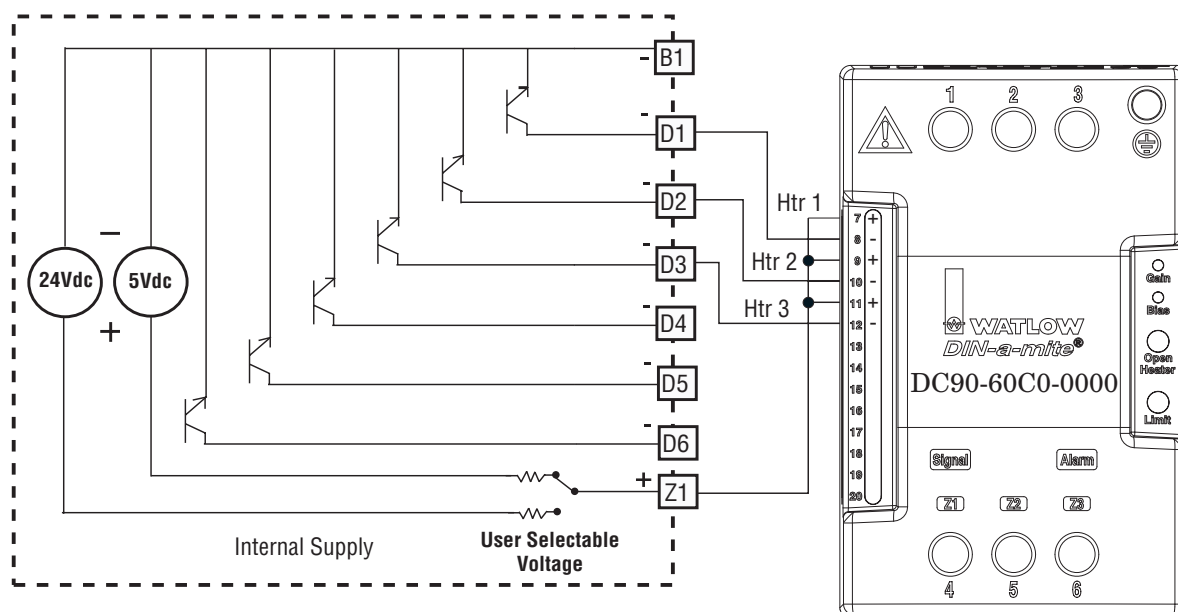 B1
-
D1
-
D2
-
D3
-
D4
-
D5
-
D6
-
Z1
+
24Vdc
5Vdc
–
+
Internal Supply
User Selectable
Voltage
Htr 1
Htr 2
Htr 3
1 2 3
7 +
8 -
9 +
10 -
11 +
12 -
13
14
15
16
17
18
19
20
WATLOW
DIN-a-mite®
DC90-60C0-0000
Gain
Bias
Open
Heater
Limit
Signal Alarm
Z1 Z2 Z3
4 5 6